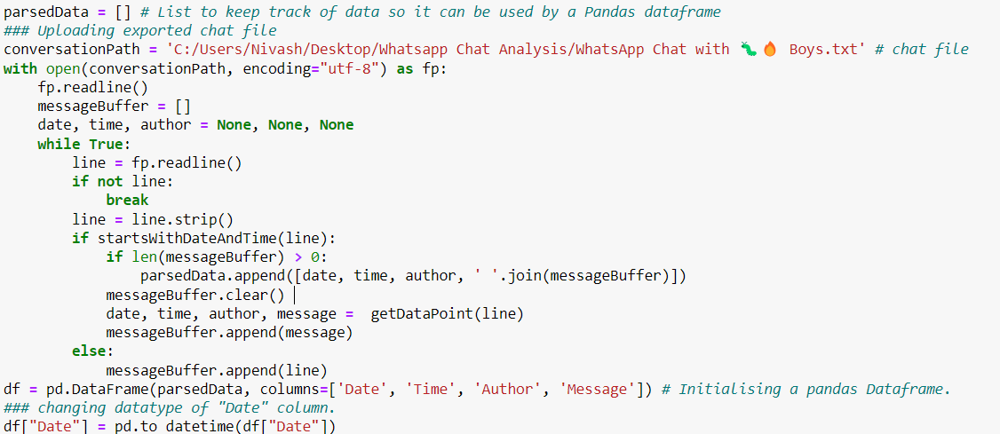 parsedData = [] # List to keep track of data so it can be used by a Pandas dataframe
### Uploading exported chat file
conversationPath = 'C:/Users/Nivash/Desktop/Whatsapp Chat Analysis/WhatsApp Chat with 🐛🔥 Boys.txt' # chat file
with open(conversationPath, encoding="utf-8") as fp:
    fp.readline()
    messageBuffer = []
    date, time, author = None, None, None
    while True:
        line = fp.readline()
        if not line:
            break
        line = line.strip()
        if startsWithDateAndTime(line):
            if len(messageBuffer) > 0:
                parsedData.append([date, time, author, ' '.join(messageBuffer)])
            messageBuffer.clear()
            date, time, author, message =  getDataPoint(line)
            messageBuffer.append(message)
        else:
            messageBuffer.append(line)
df = pd.DataFrame(parsedData, columns=['Date', 'Time', 'Author', 'Message']) # Initialising a pandas Dataframe.
### changing datatype of "Date" column.
df["Date"] = pd.to_datetime(df["Date"])